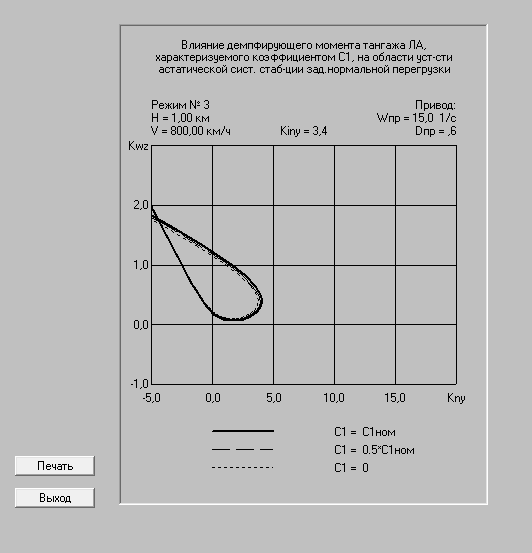 Влияние демпфирующего момента тангажа ЛА,
характеризуемого коэффициентом С1, на области уст-сти
астатической сист. стаб-ции зад.нормальной перегрузки
Режим № 3
Привод:
H = 1,00 км
Wпр = 15,0 1/с
V = 800,00 км/ч
Kiny = 3,4
Dпр = ,6
Kwz
2,0
1,0
0,0
-1,0
-5,0 0,0 5,0 10,0 15,0 Kny
C1 = С1ном
C1 = 0.5*С1ном
C1 = 0
Печать
Выход